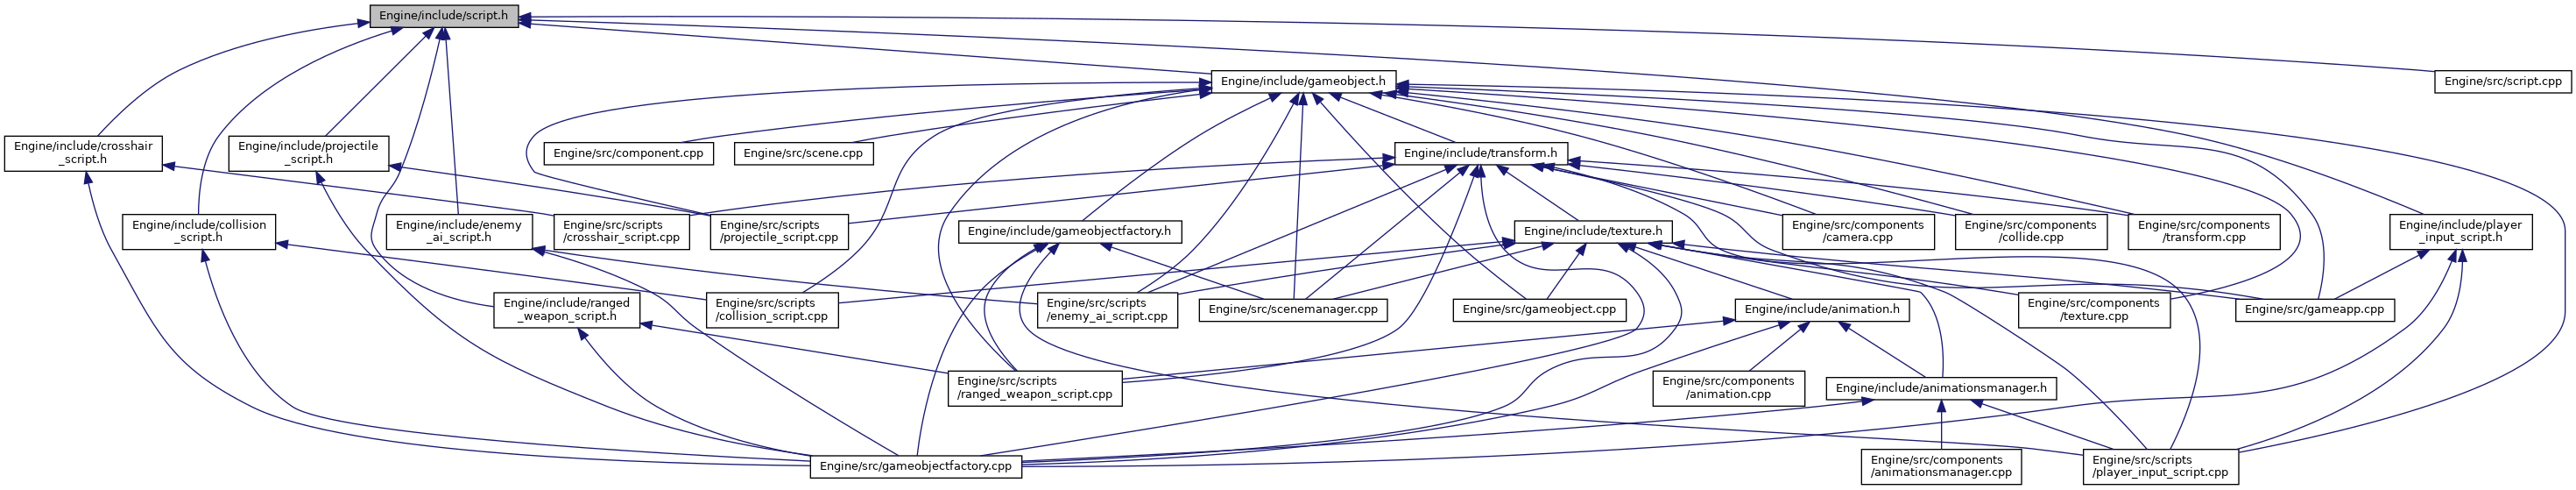 Engine/include/script.h
Engine/include/gameobject.h
Engine/src/script.cpp
Engine/include/crosshair
_script.h
Engine/include/projectile
_script.h
Engine/src/component.cpp
Engine/src/scene.cpp
Engine/include/transform.h
Engine/include/collision
_script.h
Engine/include/enemy
_ai_script.h
Engine/src/scripts
/crosshair_script.cpp
Engine/src/scripts
/projectile_script.cpp
Engine/include/gameobjectfactory.h
Engine/include/texture.h
Engine/src/components
/camera.cpp
Engine/src/components
/collide.cpp
Engine/src/components
/transform.cpp
Engine/include/player
_input_script.h
Engine/include/ranged
_weapon_script.h
Engine/src/scripts
/collision_script.cpp
Engine/src/scripts
/enemy_ai_script.cpp
Engine/src/scenemanager.cpp
Engine/src/gameobject.cpp
Engine/include/animation.h
Engine/src/components
/texture.cpp
Engine/src/gameapp.cpp
Engine/src/scripts
/ranged_weapon_script.cpp
Engine/src/components
/animation.cpp
Engine/include/animationsmanager.h
Engine/src/gameobjectfactory.cpp
Engine/src/components
/animationsmanager.cpp
Engine/src/scripts
/player_input_script.cpp